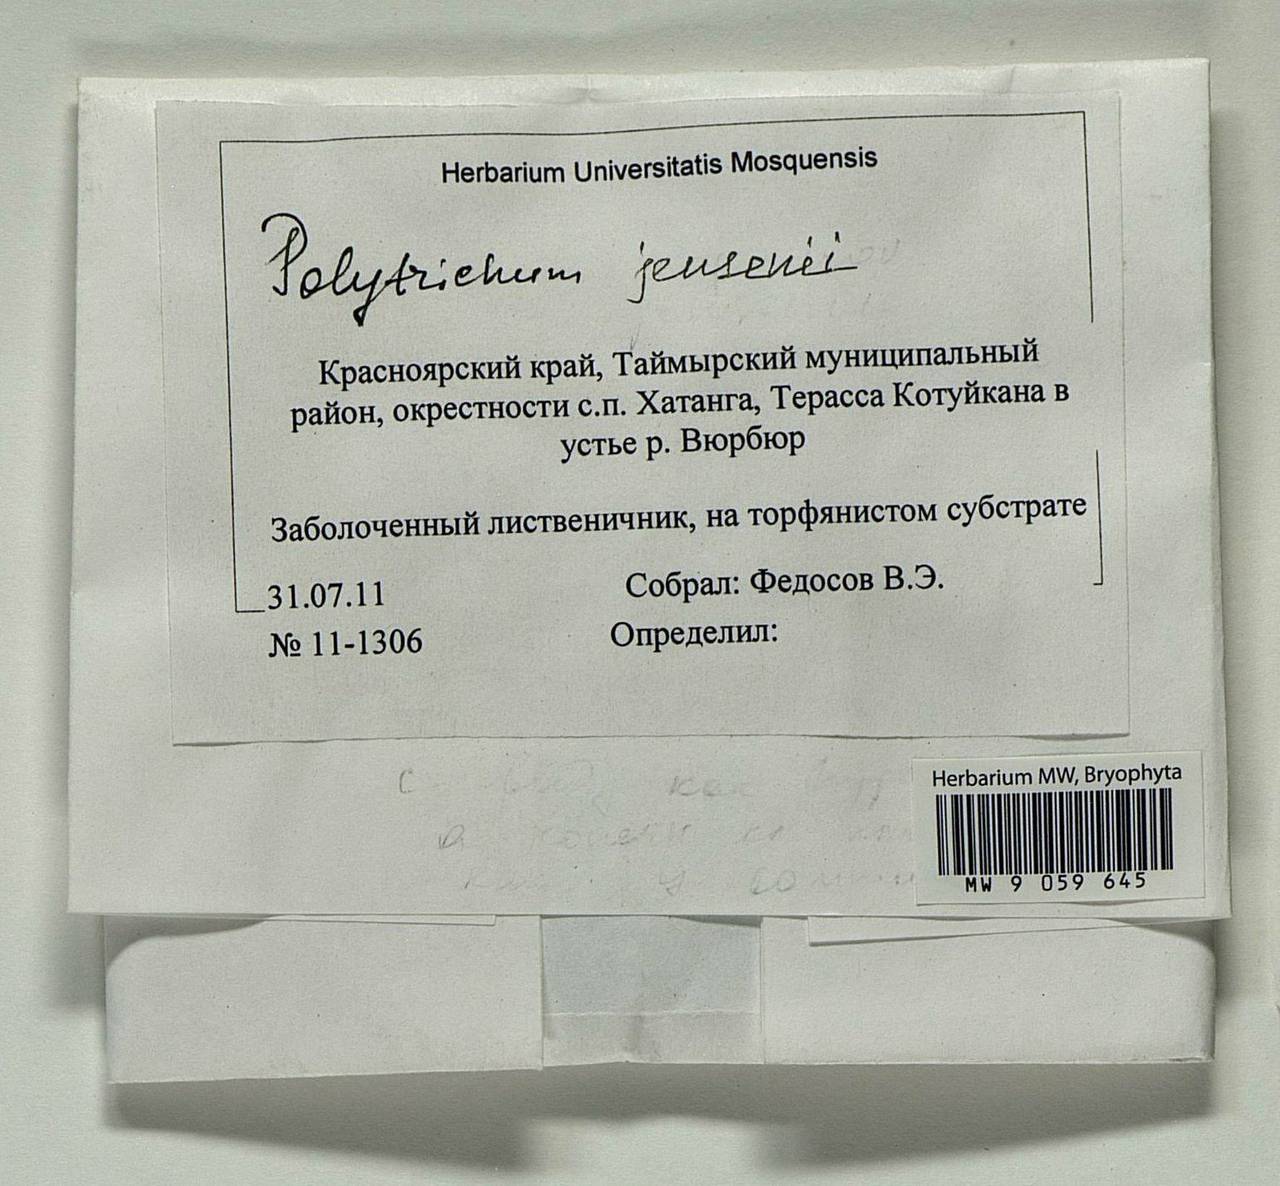 Herbarium Universitatis Mosquensis
Polytrichum jensenii
Красноярский край, Таймырский муниципальный
район, окрестности с.п. Хатанга, Терасса Котуйкана в
устье р. Вюрбюр
Заболоченный лиственичник, на торфянистом субстрате
31.07.11 Собрал: Федосов В.Э.
№ 11-1306 Определил:
с как
у
Herbarium MW, Bryophyta
MW 9 059 645